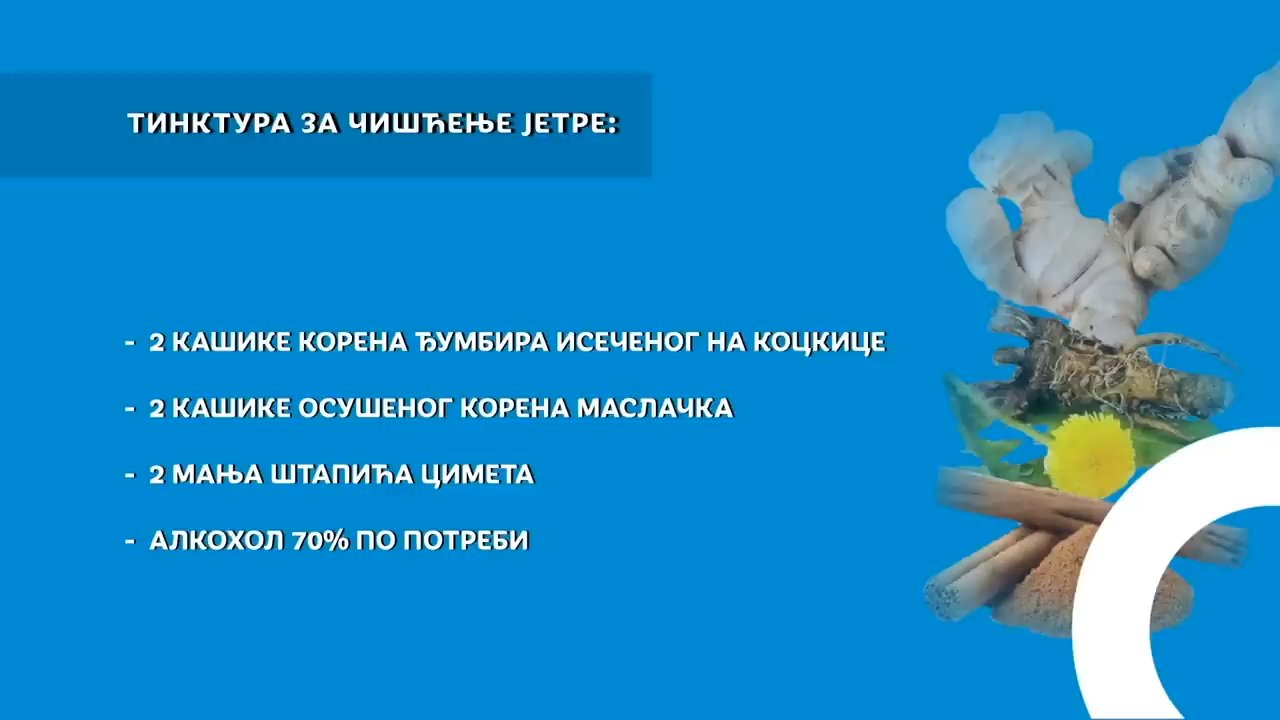 ТИНКТУРА ЗА ЧИШЋЕЊЕ ЈЕТРЕ:
- 2 КАШИКЕ КОРЕНА ЂУМБИРА ИСЕЧЕНОГ НА КОЦКИЦЕ
- 2 КАШИКЕ ОСУШЕНОГ КОРЕНА МАСЛАЧКА
- 2 МАЊА ШТАПИЋА ЦИМЕТА
- АЛКОХОЛ 70% ПО ПОТРЕБИ